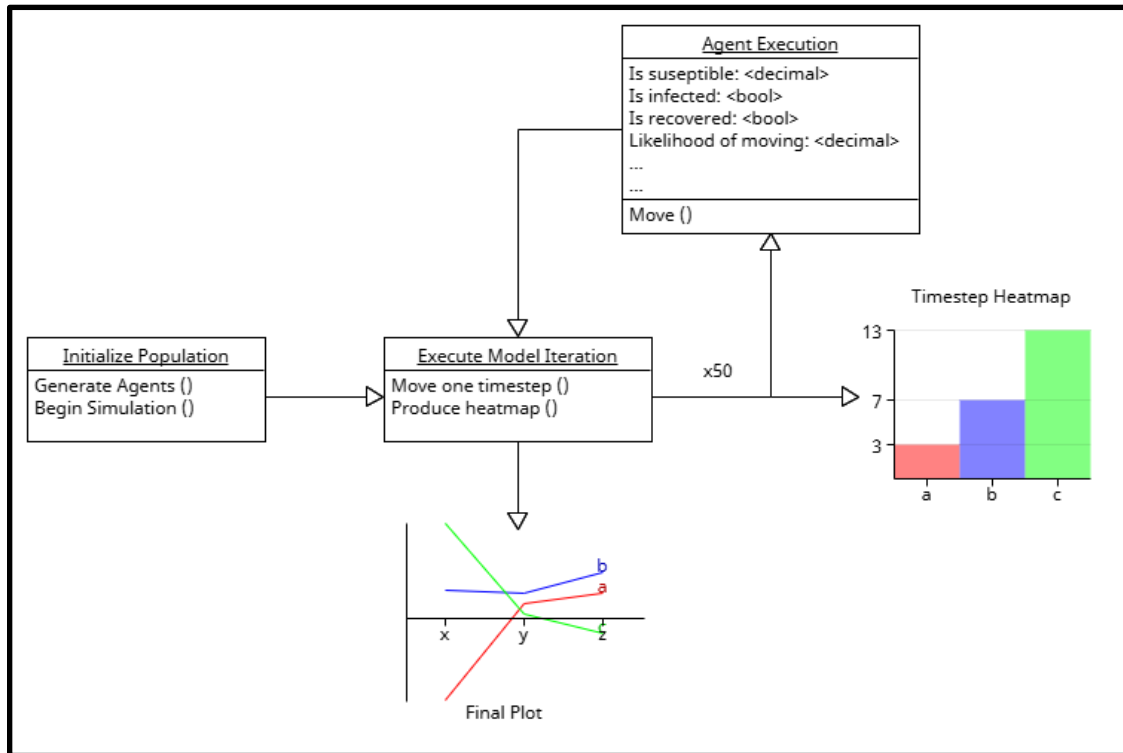 Agent Execution
Is suseptible: <decimal>
Is infected: <bool>
Is recovered: <bool>
Likelihood of moving: <decimal>
...
...
Move ()
Initialize Population
Generate Agents ()
Begin Simulation ()
Execute Model Iteration
Move one timestep ()
Produce heatmap ()
x50
Timestep Heatmap
13
7
3
a b c
b
a
c
x y z
Final Plot